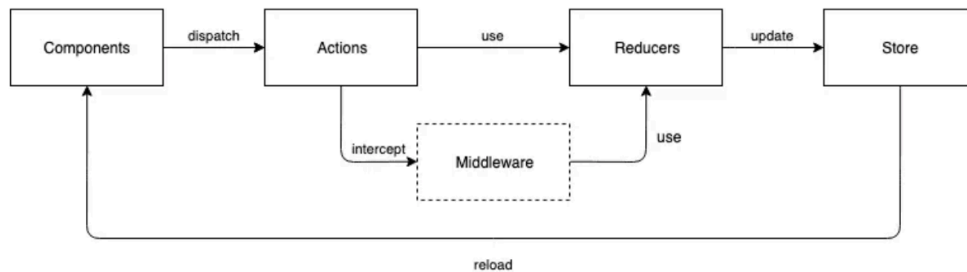 dispatch
use
update
Components
Actions
Reducers
Store
intercept
Middleware
use
reload